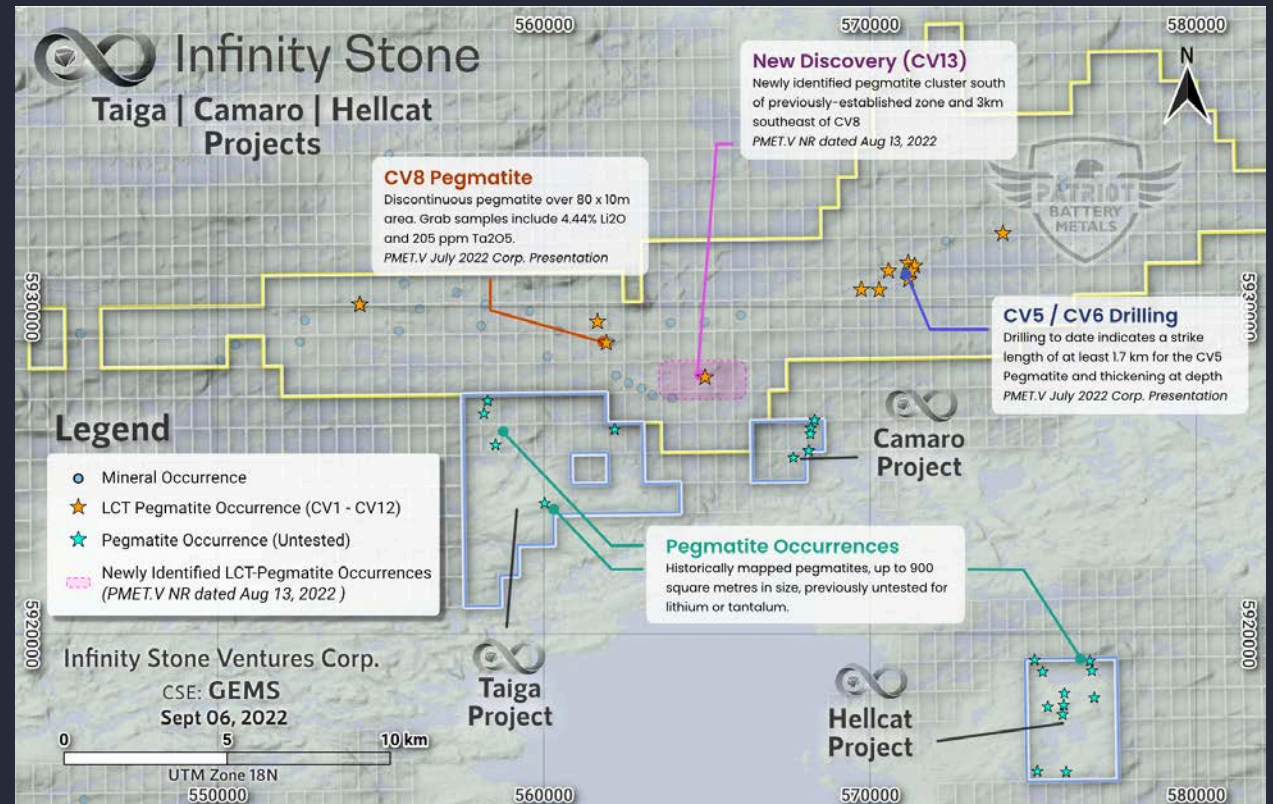 560000
570000
580000
Infinity Stone
Taiga | Camaro | Hellcat
Projects
New Discovery (CV13)
Newly identified pegmatite cluster south
of previously-established zone and 3km
southeast of CV8
PMET.V NR dated Aug 13, 2022
N
CV8 Pegmatite
Discontinuous pegmatite over 80 x 10m
area. Grab samples include 4.44% Li2O
and 205 ppm Ta2O5.
PMET.V July 2022 Corp. Presentation
PATRIOT
BATTERY
METALS
5930000
5930000
CV5 / CV6 Drilling
Drilling to date indicates a strike
length of at least 1.7 km for the CV5
Pegmatite and thickening at depth
PMET.V July 2022 Corp. Presentation
Camaro
Project
Legend
Mineral Occurrence
LCT Pegmatite Occurrence (CV1 - CV12)
Pegmatite Occurrence (Untested)
Newly Identified LCT-Pegmatite Occurrences
(PMET.V NR dated Aug 13, 2022 )
Pegmatite Occurrences
Historically mapped pegmatites, up to 900
square metres in size, previously untested for
lithium or tantalum.
5920000
5920000
Infinity Stone Ventures Corp.
CSE: GEMS
Sept 06, 2022
0 5 10 km
UTM Zone 18N
Taiga
Project
Hellcat
Project
550000
560000
570000
580000